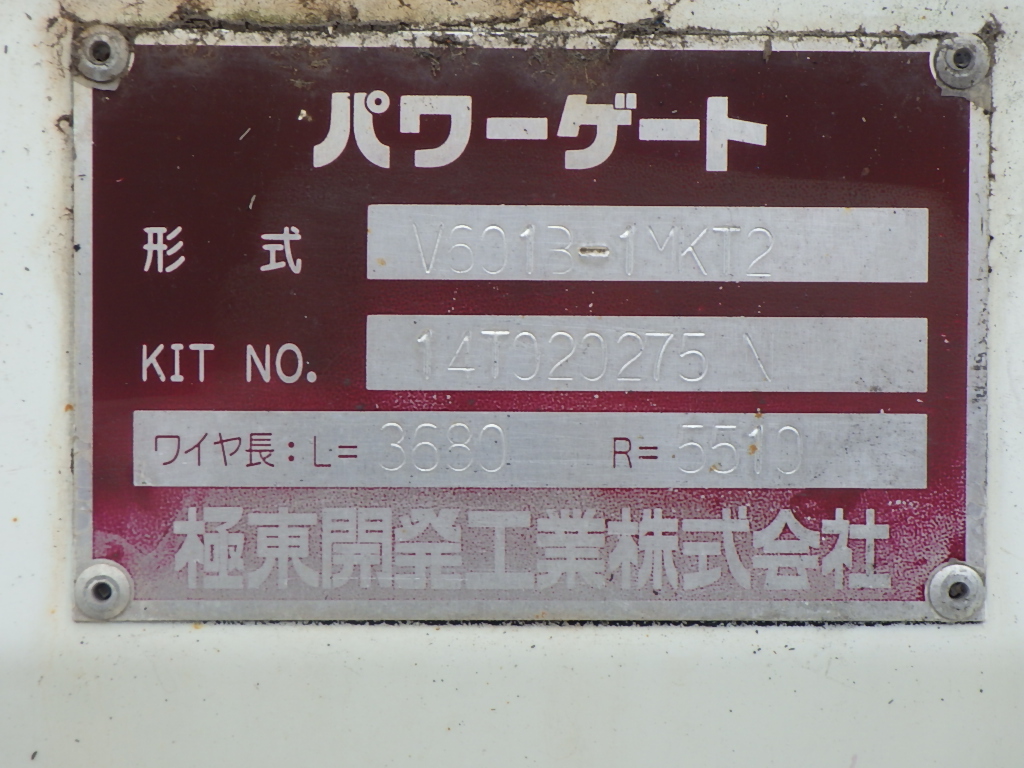 パワーゲート
形式 V601B-1MKT2
KIT NO. 14T020275 \
ワイヤ長:L= 3680 R= 5510
極東開発工業株式会社